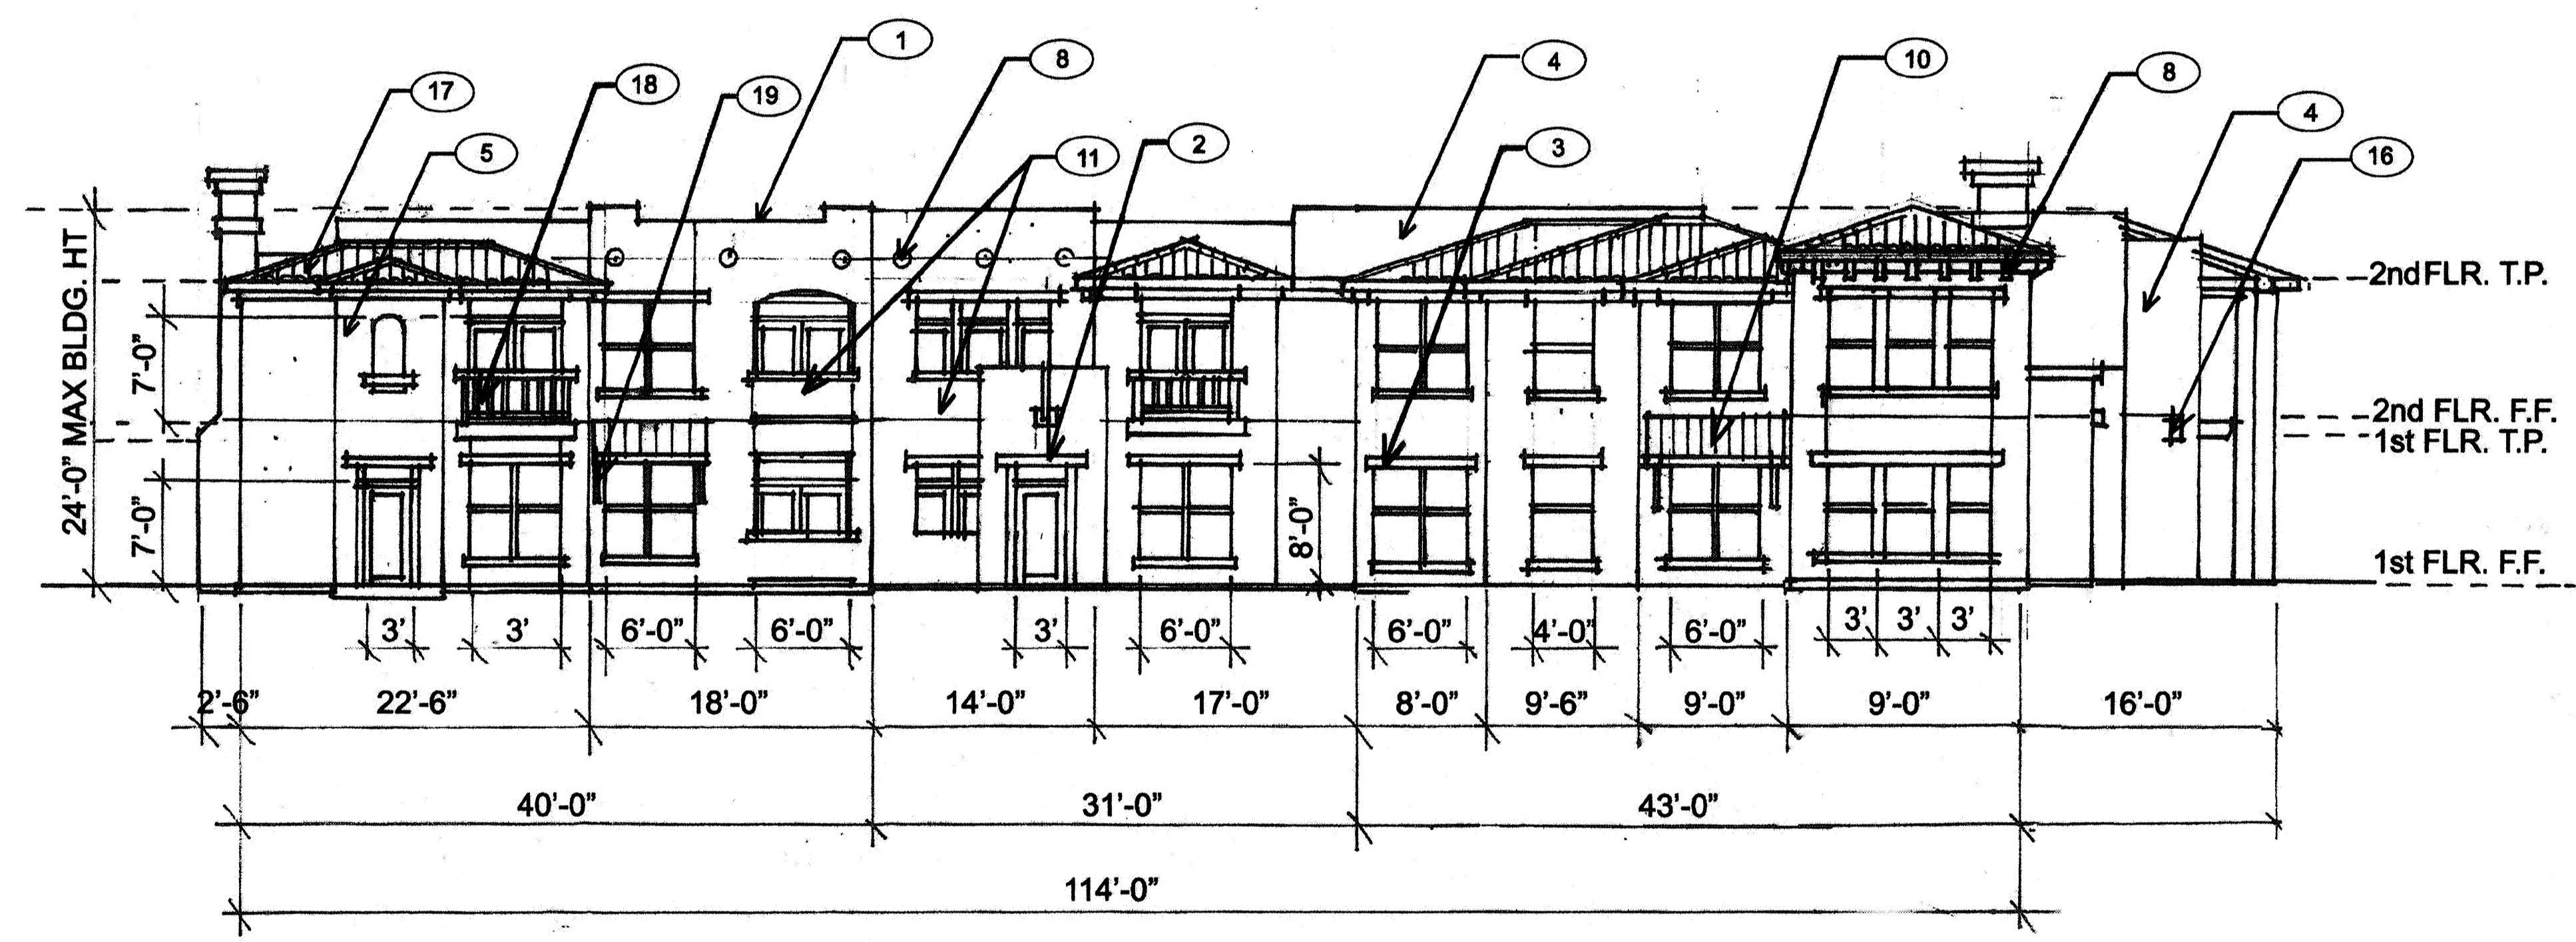 1
8
4
10
8
17
18
19
5
11
2
3
4
16
24'-0" MAX BLDG. HT
7'-0"
7'-0"
8'-0"
2nd FLR. T.P.
2nd FLR. F.F.
1st FLR. T.P.
1st FLR. F.F.
3' 3' 6'-0" 6'-0" 3' 6'-0" 6'-0" 4'-0" 6'-0" 3' 3' 3'
2'-6" 22'-6" 18'-0" 14'-0" 17'-0" 8'-0" 9'-6" 9'-0" 9'-0" 16'-0"
40'-0" 31'-0" 43'-0"
114'-0"